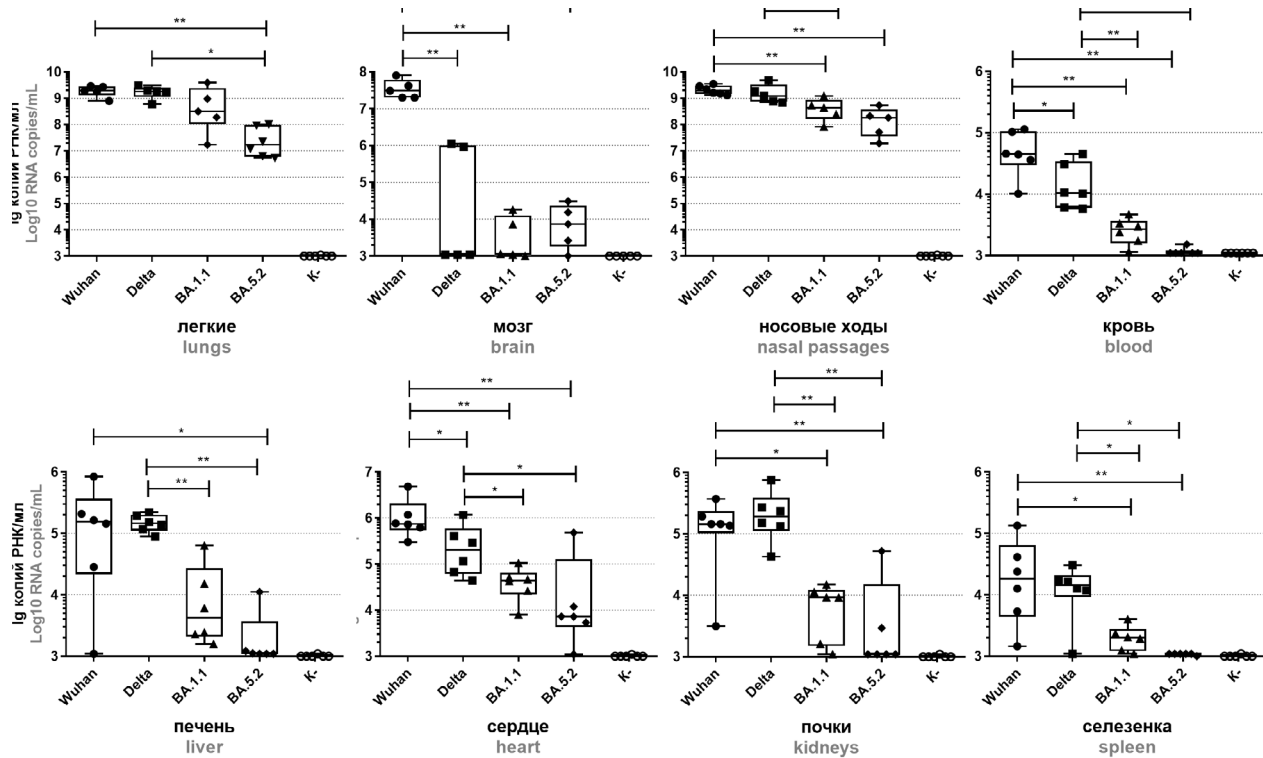 ** ** ** **
* ** ** **
** **
*
lg копий РНК/мл
Log10 RNA copies/mL
10 9 8 7 6 5 4 3
8 7 6 5 4 3
10 9 8 7 6 5 4 3
6 5 4 3
Wuhan Delta BA.1.1 BA.5.2 K-
Wuhan Delta BA.1.1 BA.5.2 K-
Wuhan Delta BA.1.1 BA.5.2 K-
Wuhan Delta BA.1.1 BA.5.2 K-
легкие
lungs
мозг
brain
носовые ходы
nasal passages
кровь
blood
* ** ** *
** ** ** *
** * ** **
* * *
*
lg копий РНК/мл
Log10 RNA copies/mL
6 5 4 3
7 6 5 4 3
6 5 4 3
6 5 4 3
Wuhan Delta BA.1.1 BA.5.2 K-
Wuhan Delta BA.1.1 BA.5.2 K-
Wuhan Delta BA.1.1 BA.5.2 K-
Wuhan Delta BA.1.1 BA.5.2 K-
печень
liver
сердце
heart
почки
kidneys
селезенка
spleen